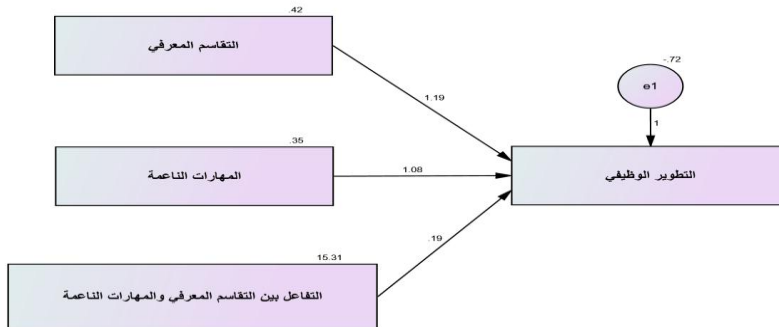 .42
التقاسم المعرفي
-.72
e1
1.19
1
.35
المهارات الناعمة
1.08
التطوير الوظيفي
.19
15.31
التفاعل بين التقاسم المعرفي والمهارات الناعمة